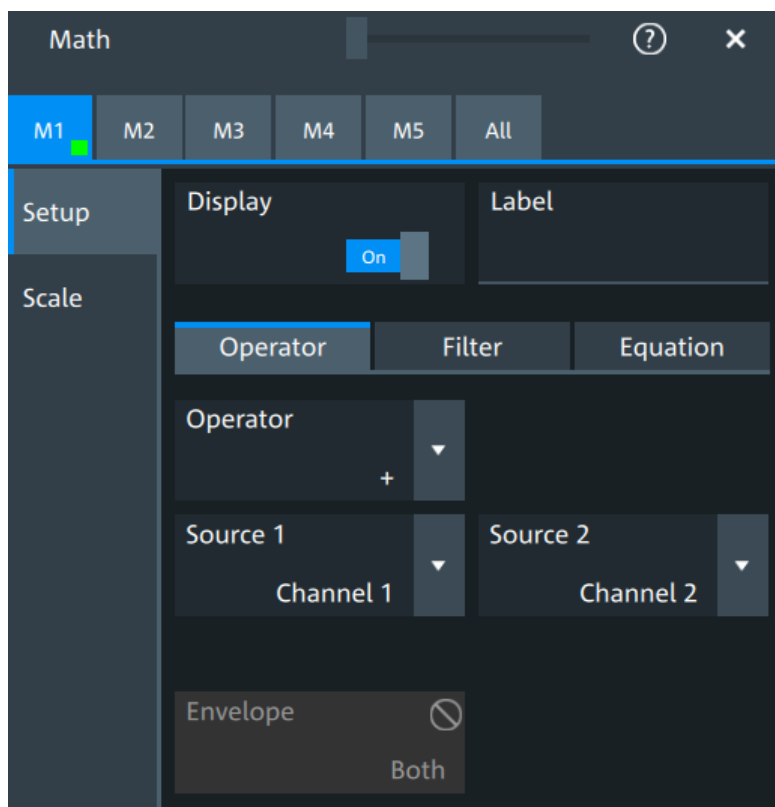 Math
M1 M2 M3 M4 M5 All
Setup
Display Label
On
Scale
Operator Filter Equation
Operator
+
Source 1 Source 2
Channel 1 Channel 2
Envelope
Both